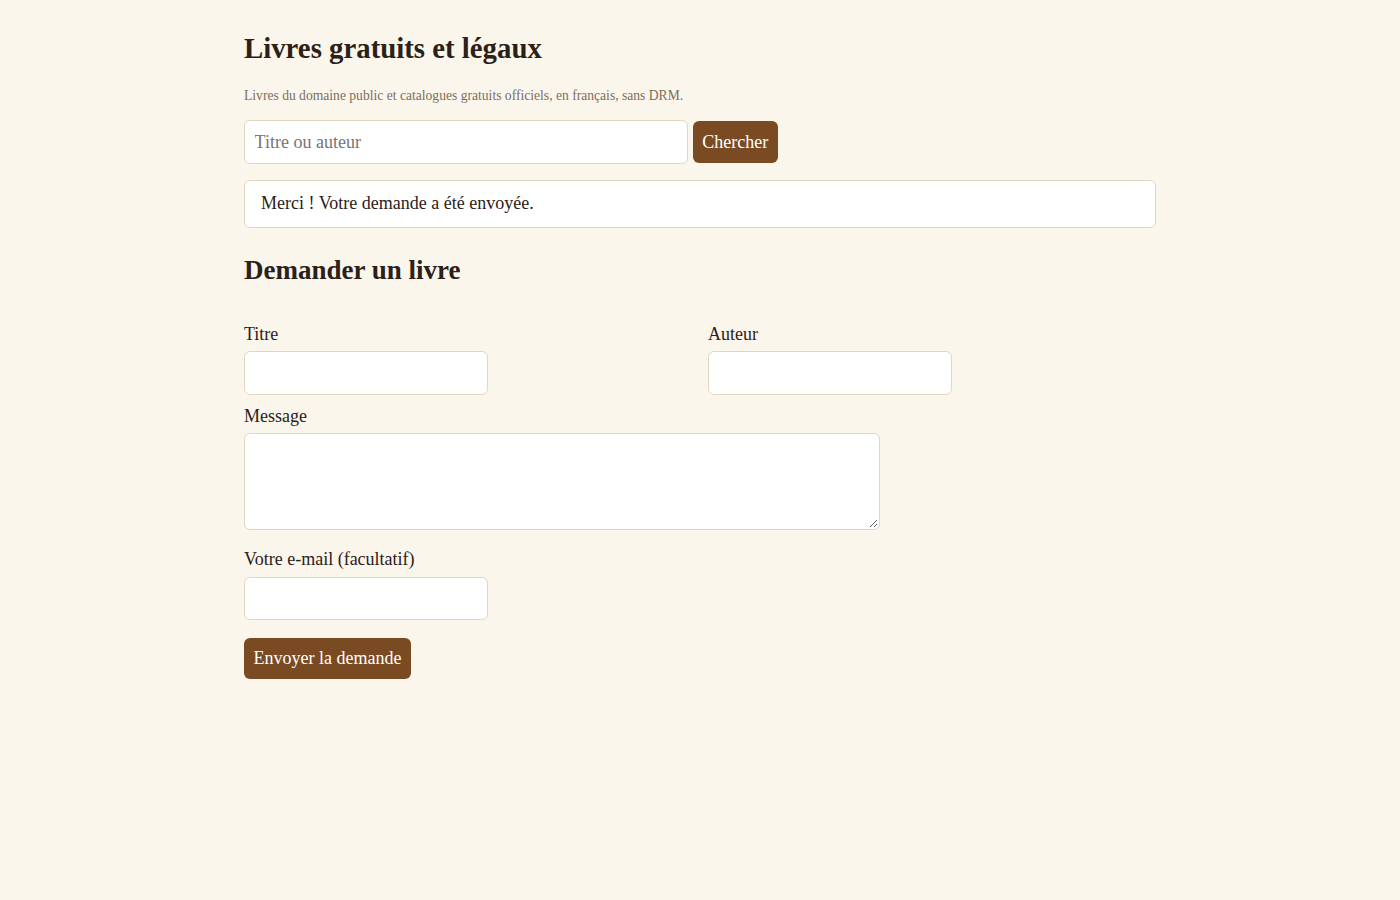 Livres gratuits et légaux
Livres du domaine public et catalogues gratuits officiels, en français, sans DRM.
Titre ou auteur
Chercher
Merci ! Votre demande a été envoyée.
Demander un livre
Titre
Auteur
Message
Votre e-mail (facultatif)
Envoyer la demande